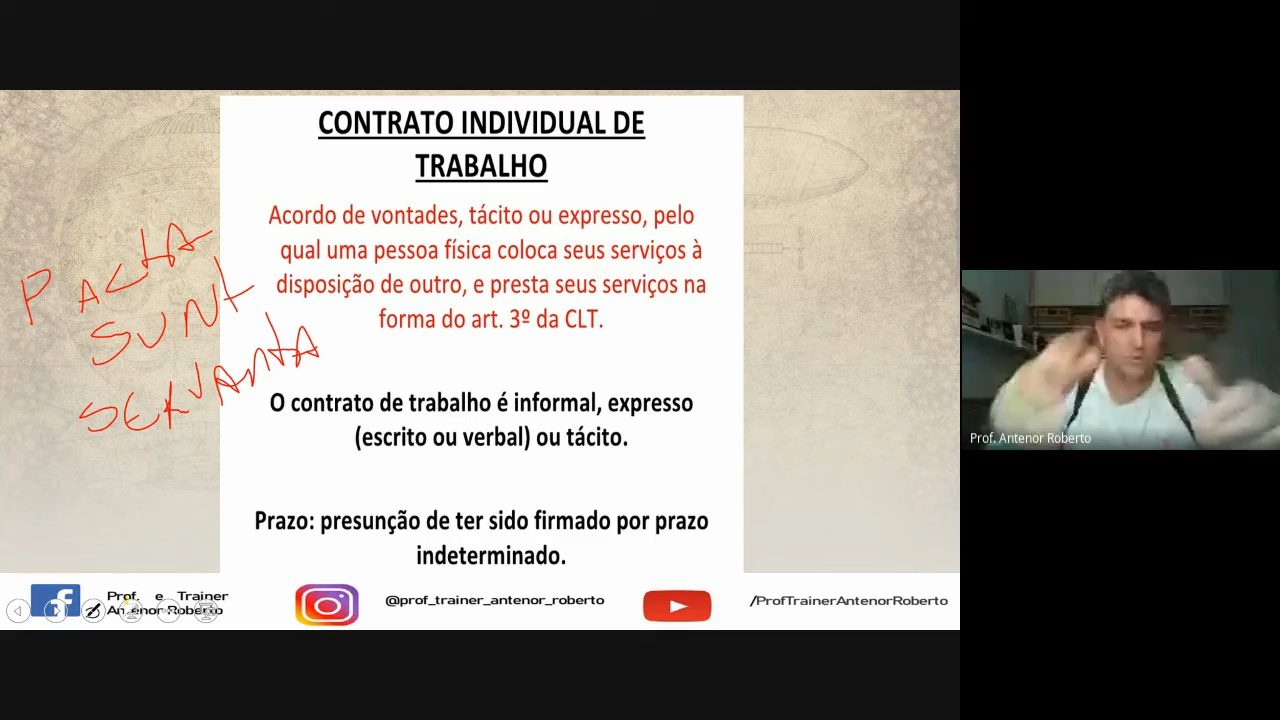 CONTRATO INDIVIDUAL DE
TRABALHO
Acordo de vontades, tácito ou expresso, pelo
qual uma pessoa física coloca seus serviços à
disposição de outro, e presta seus serviços na
forma do art. 3º da CLT.
PACtA
SUNt
SERVANtA
O contrato de trabalho é informal, expresso
(escrito ou verbal) ou tácito.
Prazo: presunção de ter sido firmado por prazo
indeterminado.
Prof. e Trainer
Antenor Roberto
@prof_trainer_antenor_roberto
/ProfTrainerAntenorRoberto
Prof. Antenor Roberto